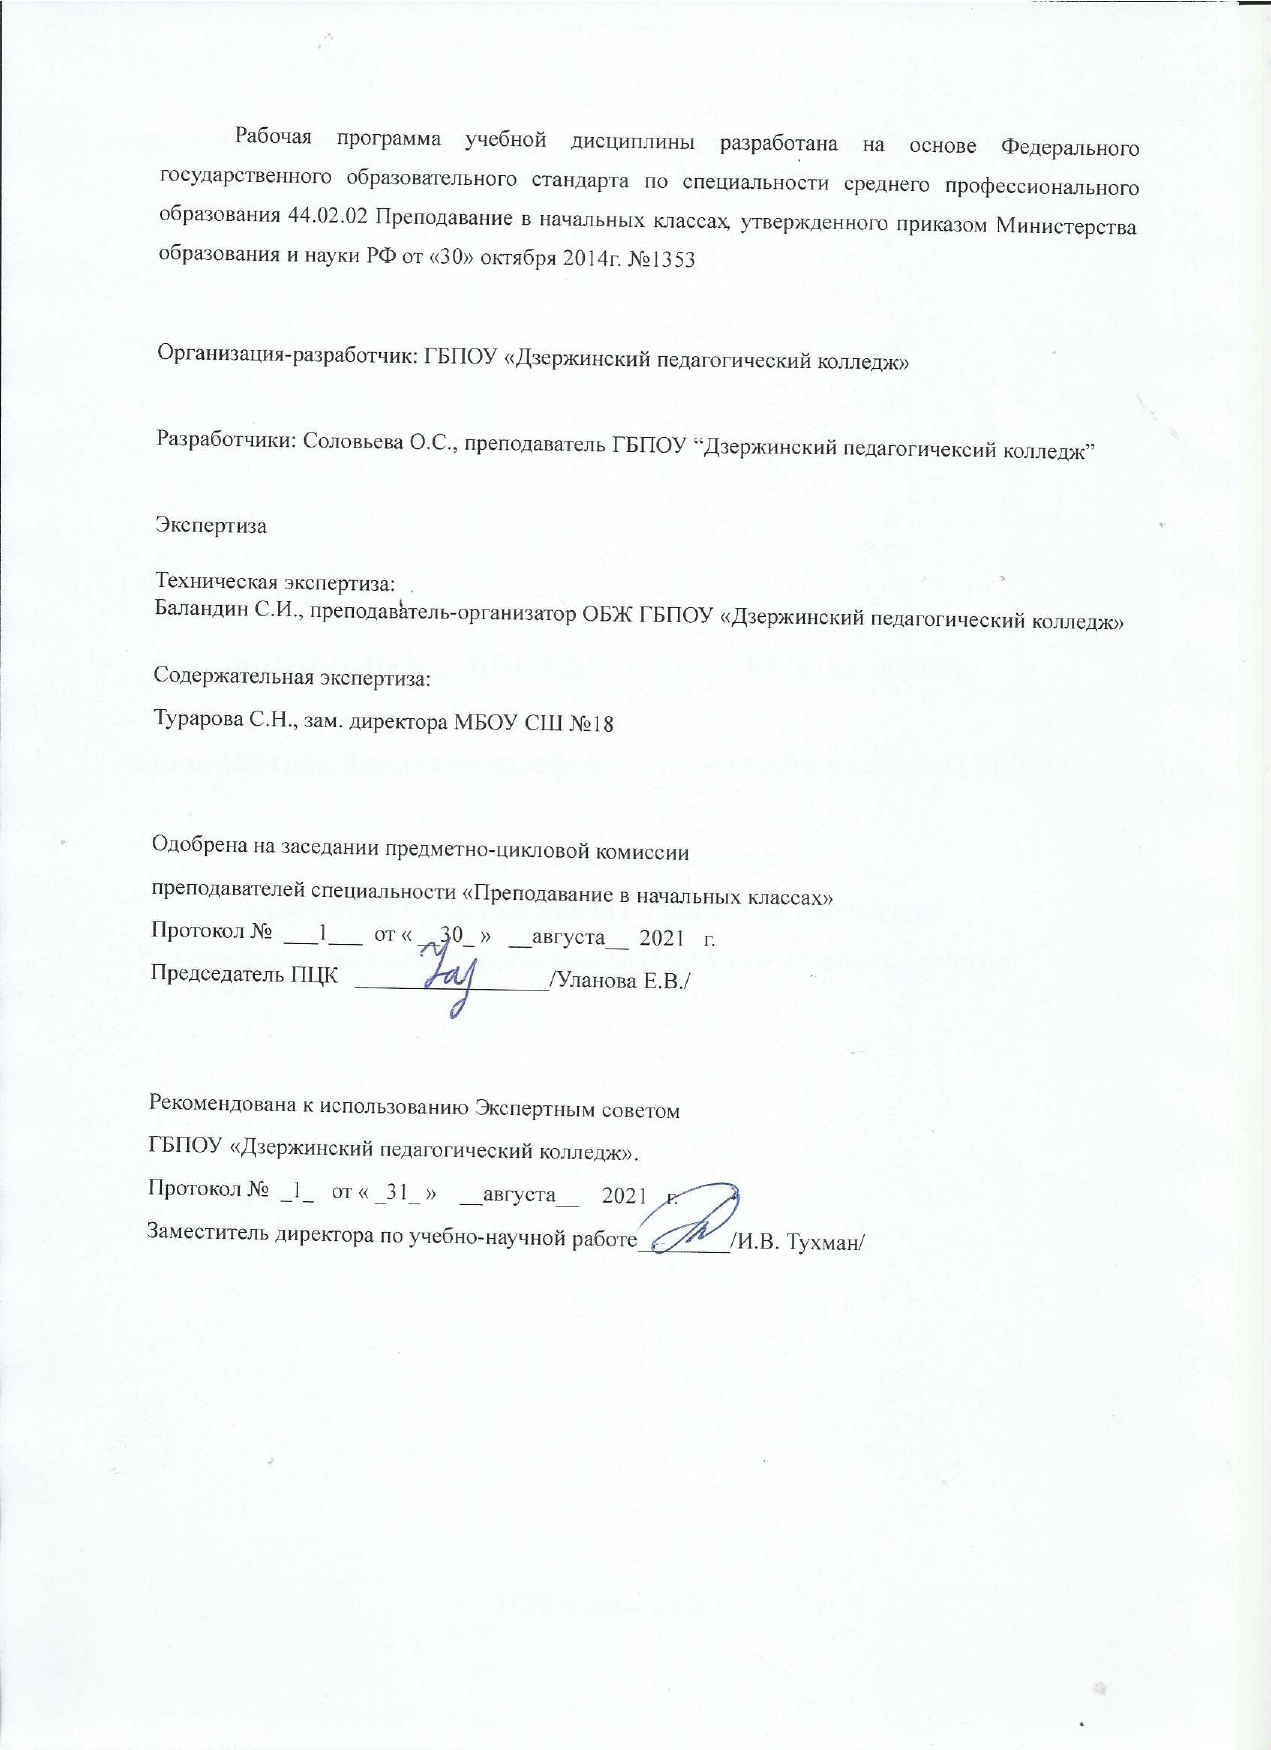 Рабочая программа учебной дисциплины разработана на основе Федерального
государственного образовательного стандарта по специальности среднего профессионального
образования 44.02.02 Преподавание в начальных классах, утвержденного приказом Министерства
образования и науки РФ от «30» октября 2014г. №1353
Организация-разработчик: ГБПОУ «Дзержинский педагогический колледж»
Разработчики: Соловьева О.С., преподаватель ГБПОУ “Дзержинский педагогичексий колледж”
Экспертиза
Техническая экспертиза:
Баландин С.И., преподаватель-организатор ОБЖ ГБПОУ «Дзержинский педагогический колледж»
Содержательная экспертиза:
Турарова С.Н., зам. директора МБОУ СШ №18
Одобрена на заседании предметно-цикловой комиссии
преподавателей специальности «Преподавание в начальных классах»
Протокол № ___1___ от «__30_» __августа__ 2021 г.
Председатель ПЦК _________________/Уланова Е.В./
Рекомендована к использованию Экспертным советом
ГБПОУ «Дзержинский педагогический колледж».
Протокол № _1_ от «_31_» __августа__ 2021 г.
Заместитель директора по учебно-научной работе________/И.В. Тухман/